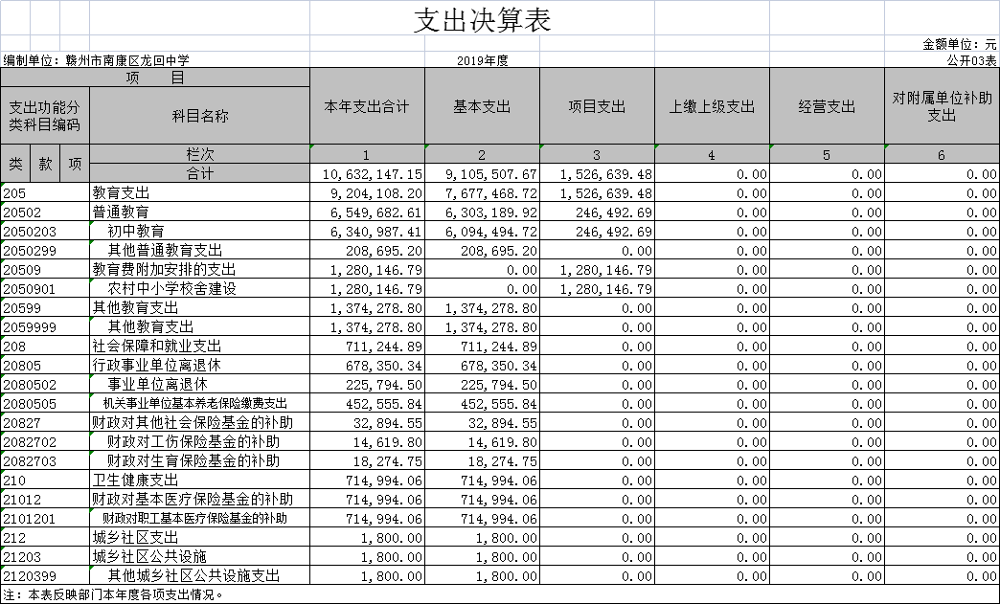 支出决算表
金额单位：元
编制单位：赣州市南康区龙回中学 2019年度 公开03表
项 目 本年支出合计 基本支出 项目支出 上缴上级支出 经营支出 对附属单位补助支出
支出功能分类科目编码 科目名称
类 款 项 栏次 1 2 3 4 5 6
合计 10,632,147.15 9,105,507.67 1,526,639.48 0.00 0.00 0.00
205 教育支出 9,204,108.20 7,677,468.72 1,526,639.48 0.00 0.00 0.00
20502 普通教育 6,549,682.61 6,303,189.92 246,492.69 0.00 0.00 0.00
2050203 初中教育 6,340,987.41 6,094,494.72 246,492.69 0.00 0.00 0.00
2050299 其他普通教育支出 208,695.20 208,695.20 0.00 0.00 0.00 0.00
20509 教育费附加安排的支出 1,280,146.79 0.00 1,280,146.79 0.00 0.00 0.00
2050901 农村中小学校舍建设 1,280,146.79 0.00 1,280,146.79 0.00 0.00 0.00
20599 其他教育支出 1,374,278.80 1,374,278.80 0.00 0.00 0.00 0.00
2059999 其他教育支出 1,374,278.80 1,374,278.80 0.00 0.00 0.00 0.00
208 社会保障和就业支出 711,244.89 711,244.89 0.00 0.00 0.00 0.00
20805 行政事业单位离退休 678,350.34 678,350.34 0.00 0.00 0.00 0.00
2080502 事业单位离退休 225,794.50 225,794.50 0.00 0.00 0.00 0.00
2080505 机关事业单位基本养老保险缴费支出 452,555.84 452,555.84 0.00 0.00 0.00 0.00
20827 财政对其他社会保险基金的补助 32,894.55 32,894.55 0.00 0.00 0.00 0.00
2082702 财政对工伤保险基金的补助 14,619.80 14,619.80 0.00 0.00 0.00 0.00
2082703 财政对生育保险基金的补助 18,274.75 18,274.75 0.00 0.00 0.00 0.00
210 卫生健康支出 714,994.06 714,994.06 0.00 0.00 0.00 0.00
21012 财政对基本医疗保险基金的补助 714,994.06 714,994.06 0.00 0.00 0.00 0.00
2101201 财政对职工基本医疗保险基金的补助 714,994.06 714,994.06 0.00 0.00 0.00 0.00
212 城乡社区支出 1,800.00 1,800.00 0.00 0.00 0.00 0.00
21203 城乡社区公共设施 1,800.00 1,800.00 0.00 0.00 0.00 0.00
2120399 其他城乡社区公共设施支出 1,800.00 1,800.00 0.00 0.00 0.00 0.00
注：本表反映部门本年度各项支出情况。